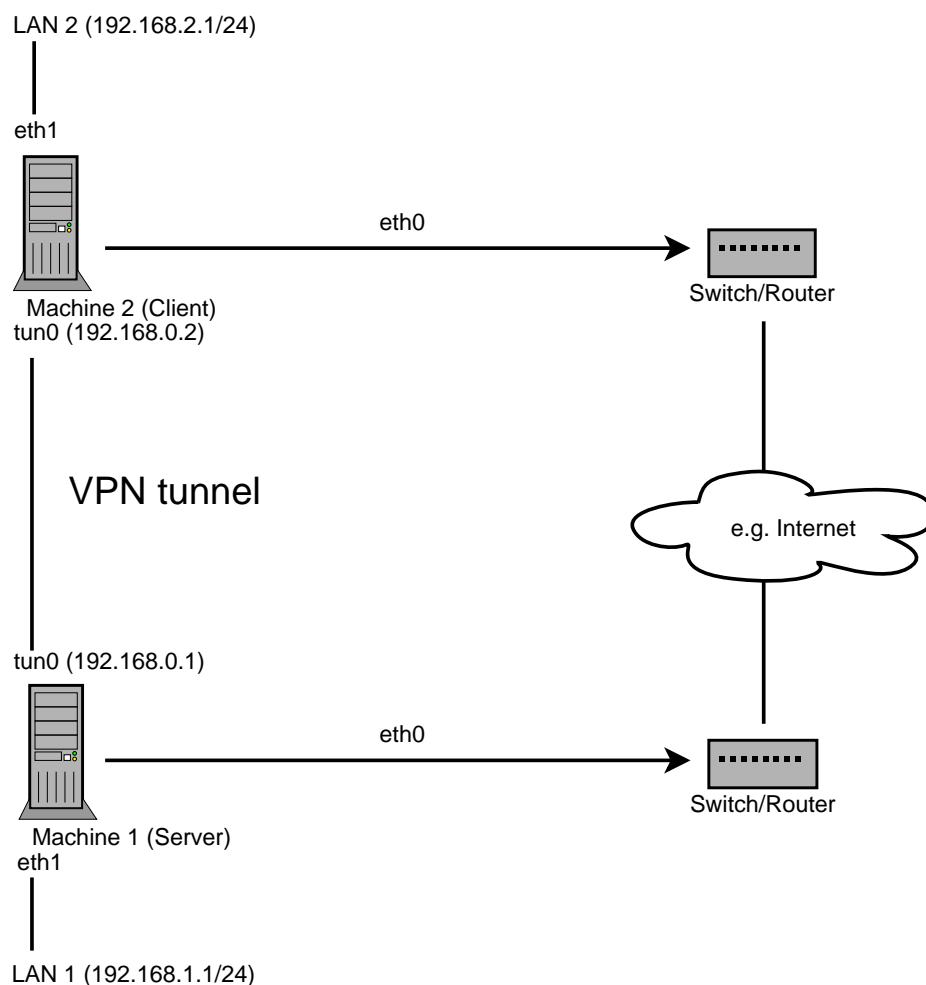 LAN 2 (192.168.2.1/24)
eth1
eth0
Switch/Router
Machine 2 (Client)
tun0 (192.168.0.2)
VPN tunnel
e.g. Internet
tun0 (192.168.0.1)
eth0
Switch/Router
Machine 1 (Server)
eth1
LAN 1 (192.168.1.1/24)